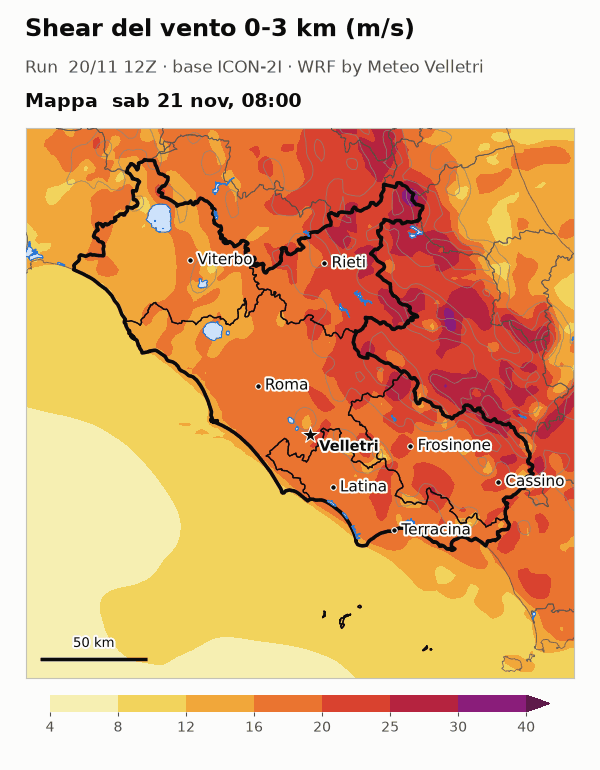 Shear del vento 0-3 km (m/s)
Run  20/11 12Z · base ICON-2I · WRF by Meteo Velletri
Mappa  sab 21 nov, 08:00
Viterbo
Rieti
Roma
Velletri
Frosinone
Latina
Cassino
Terracina
50 km
4 8 12 16 20 25 30 40